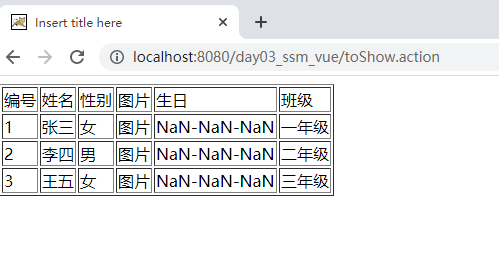 Insert title here
localhost:8080/day03_ssm_vue/toShow.action
编号 姓名 性别 图片 生日 班级
1 张三 女 图片 NaN-NaN-NaN 一年级
2 李四 男 图片 NaN-NaN-NaN 二年级
3 王五 女 图片 NaN-NaN-NaN 三年级